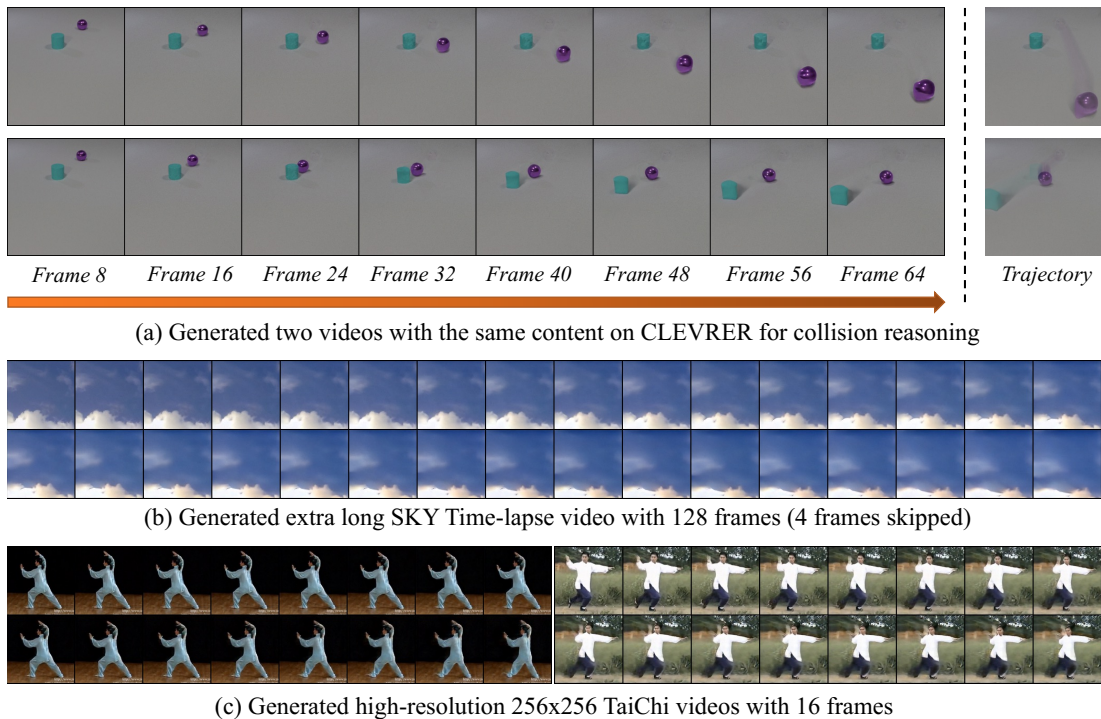 Frame 8 Frame 16 Frame 24 Frame 32 Frame 40 Frame 48 Frame 56 Frame 64 Trajectory
(a) Generated two videos with the same content on CLEVRER for collision reasoning
(b) Generated extra long SKY Time-lapse video with 128 frames (4 frames skipped)
(c) Generated high-resolution 256x256 TaiChi videos with 16 frames